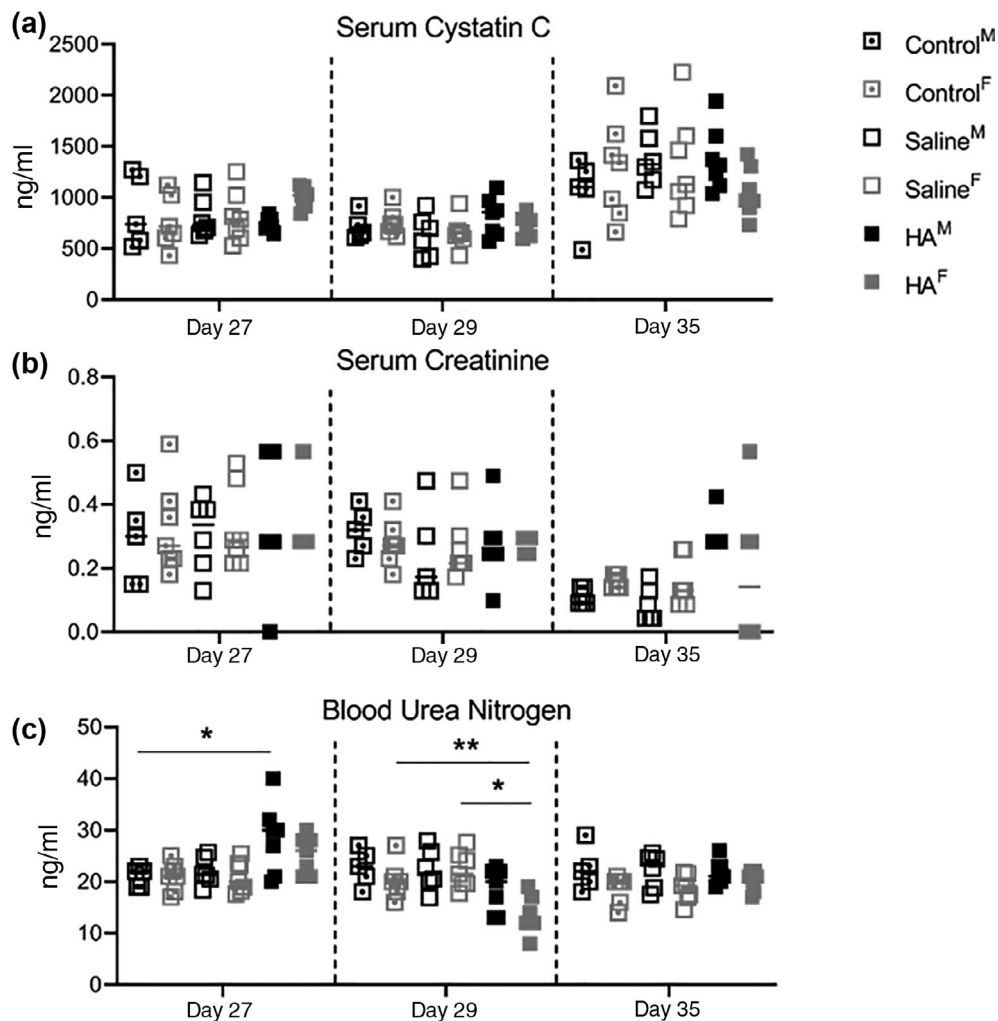 (a)
Serum Cystatin C
2500
2000
1500
1000
500
0
ng/ml
Day 27
Day 29
Day 35
Control^M
Control^F
Saline^M
Saline^F
HA^M
HA^F
(b)
Serum Creatinine
0.8
0.6
0.4
0.2
0.0
ng/ml
Day 27
Day 29
Day 35
(c)
Blood Urea Nitrogen
50
40
30
20
10
0
ng/ml
*
**
*
Day 27
Day 29
Day 35